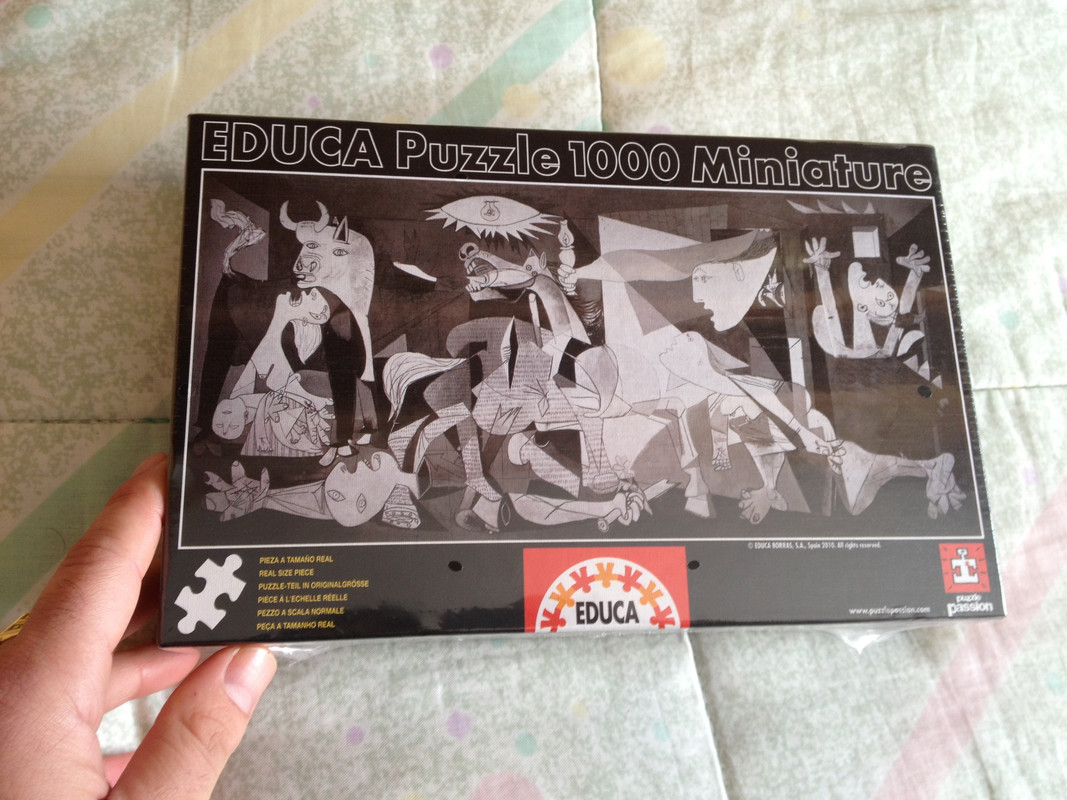 EDUCA Puzzle 1000 Miniature
© EDUCA BORRAS, S.A., Spain 2010. All rights reserved.
PIEZA A TAMAÑO REAL
REAL SIZE PIECE
PUZZLE-TEIL IN ORIGINALGRÖSSE
PIÈCE À L'ECHELLE RÉELLE
PEZZO A SCALA NORMALE
PEÇA A TAMANHO REAL
EDUCA
www.puzzlepassion.com
puzzle
passion